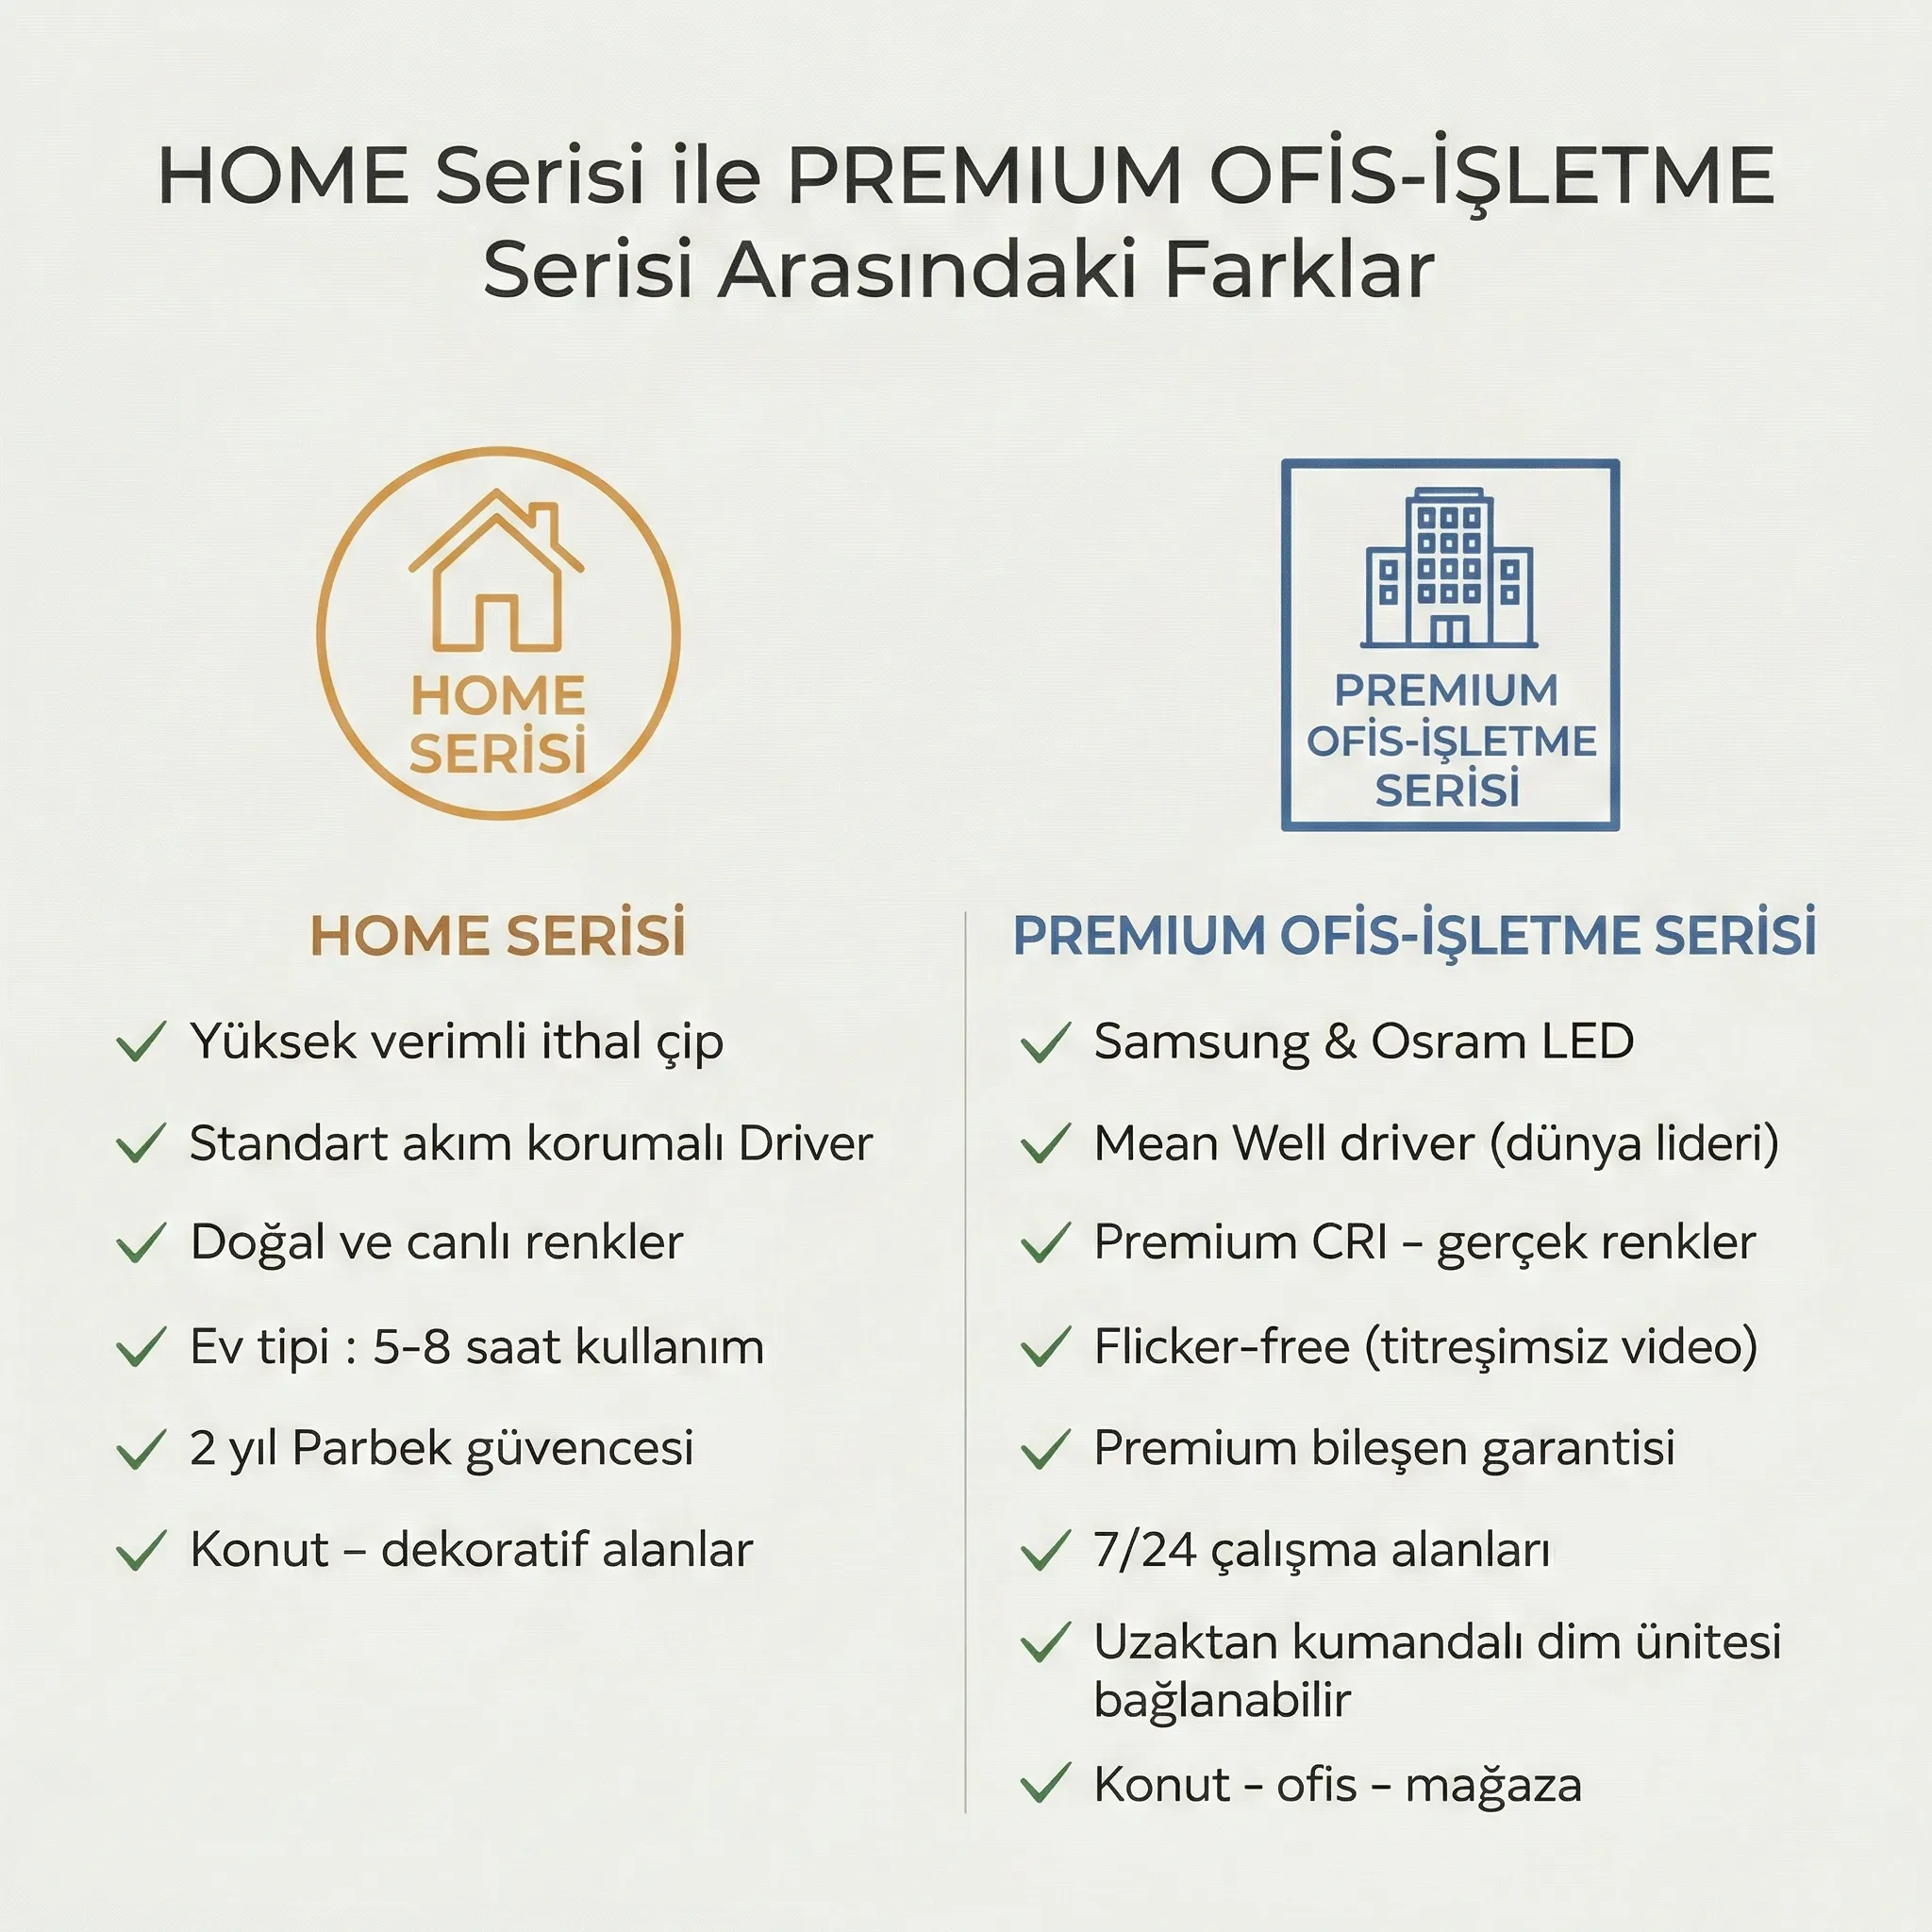 HOME Serisi ile PREMIUM OFİS-İŞLETME
Serisi Arasındaki Farklar
HOME
SERİSİ
PREMIUM
OFİS-İŞLETME
SERİSİ
HOME SERİSİ
Yüksek verimli ithal çip
Standart akım korumalı Driver
Doğal ve canlı renkler
Ev tipi : 5-8 saat kullanım
2 yıl Parbek güvencesi
Konut – dekoratif alanlar
PREMIUM OFİS-İŞLETME SERİSİ
Samsung & Osram LED
Mean Well driver (dünya lideri)
Premium CRI – gerçek renkler
Flicker-free (titreşimsiz video)
Premium bileşen garantisi
7/24 çalışma alanları
Uzaktan kumandalı dim ünitesi
bağlanabilir
Konut - ofis - mağaza